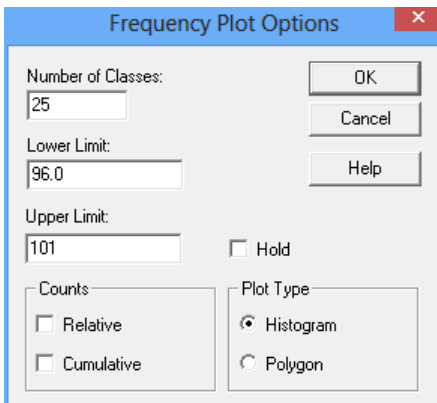 Frequency Plot Options
Number of Classes:
25
OK
Cancel
Lower Limit:
96.0
Help
Upper Limit:
101
Hold
Counts
Relative
Cumulative
Plot Type
Histogram
Polygon